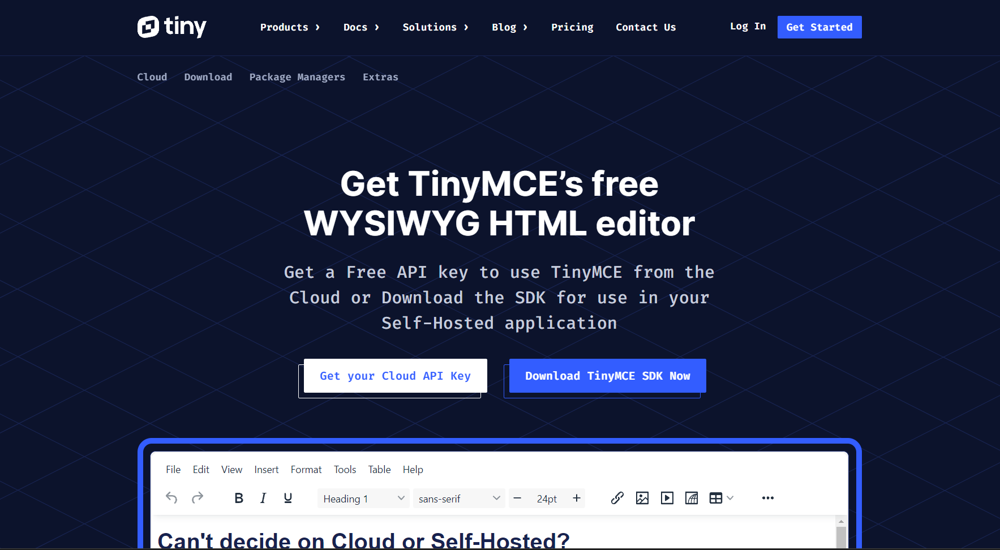 tiny
Products › Docs › Solutions › Blog › Pricing Contact Us Log In Get Started
Cloud Download Package Managers Extras
Get TinyMCE’s free
WYSIWYG HTML editor
Get a Free API key to use TinyMCE from the
Cloud or Download the SDK for use in your
Self-Hosted application
Get your Cloud API Key Download TinyMCE SDK Now
File Edit View Insert Format Tools Table Help
B I U Heading 1 sans-serif − 24pt +
Can't decide on Cloud or Self-Hosted?